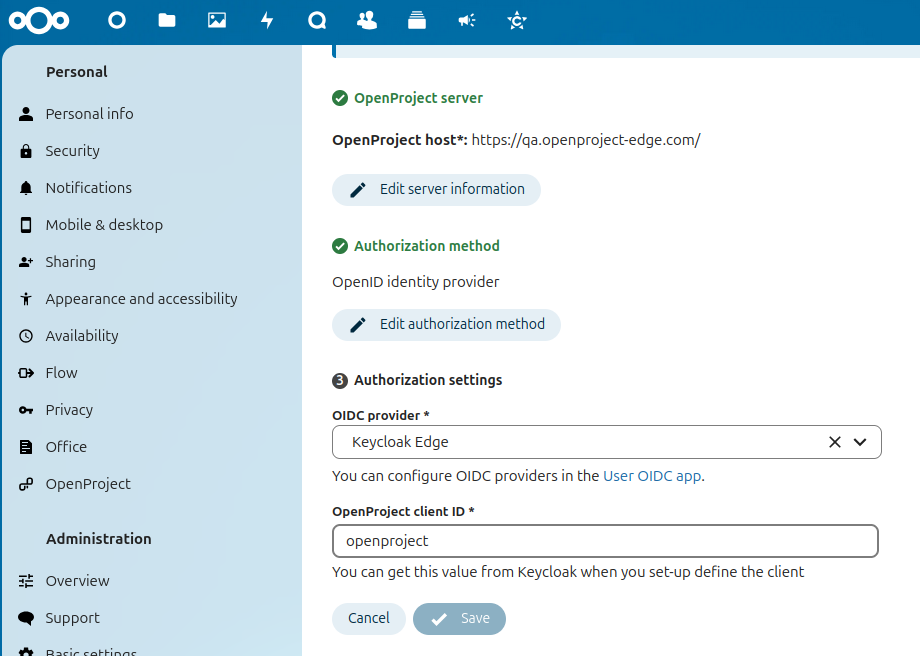 Personal
Personal info
Security
Notifications
Mobile & desktop
Sharing
Appearance and accessibility
Availability
Flow
Privacy
Office
OpenProject
Administration
Overview
Support
Basic settings
OpenProject server
OpenProject host*: https://qa.openproject-edge.com/
Edit server information
Authorization method
OpenID identity provider
Edit authorization method
3 Authorization settings
OIDC provider *
Keycloak Edge
You can configure OIDC providers in the User OIDC app.
OpenProject client ID *
openproject
You can get this value from Keycloak when you set-up define the client
Cancel
Save